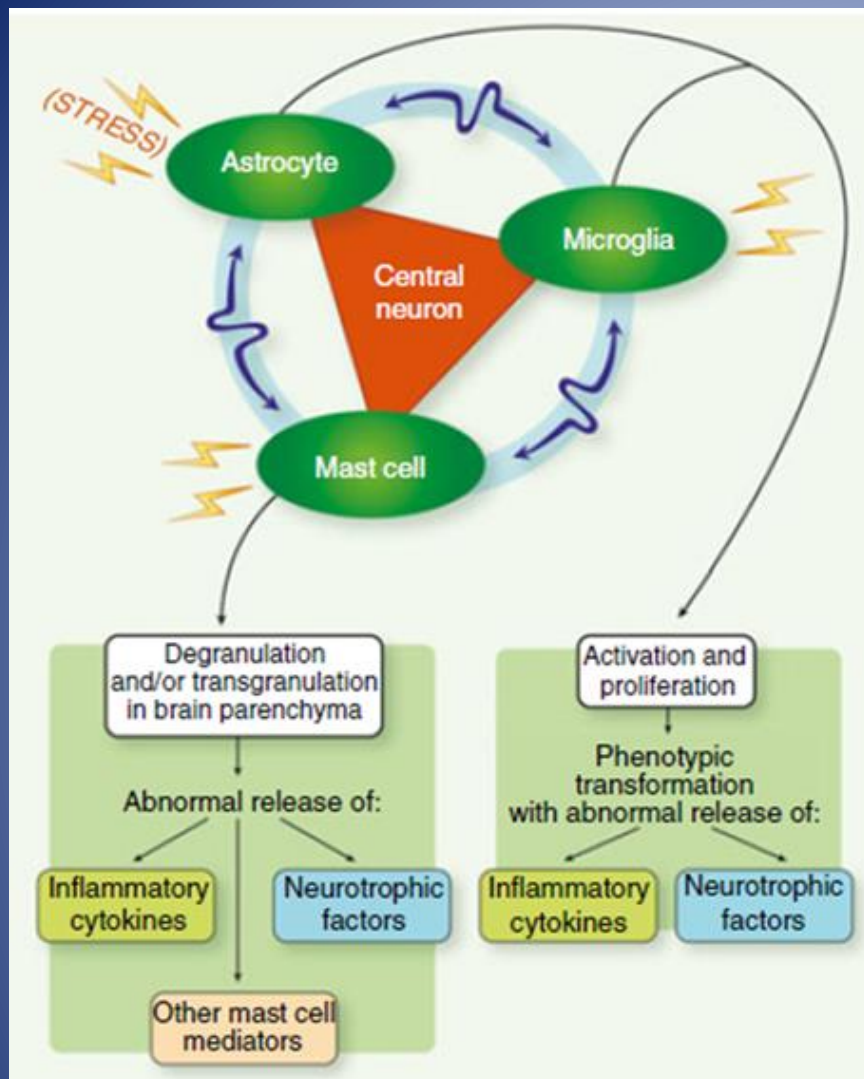 (STRESS)
Astrocyte
Microglia
Central
neuron
Mast cell
Degranulation
and/or transgranulation
in brain parenchyma
Abnormal release of:
Inflammatory
cytokines
Neurotrophic
factors
Other mast cell
mediators
Activation and
proliferation
Phenotypic
transformation
with abnormal release of:
Inflammatory
cytokines
Neurotrophic
factors